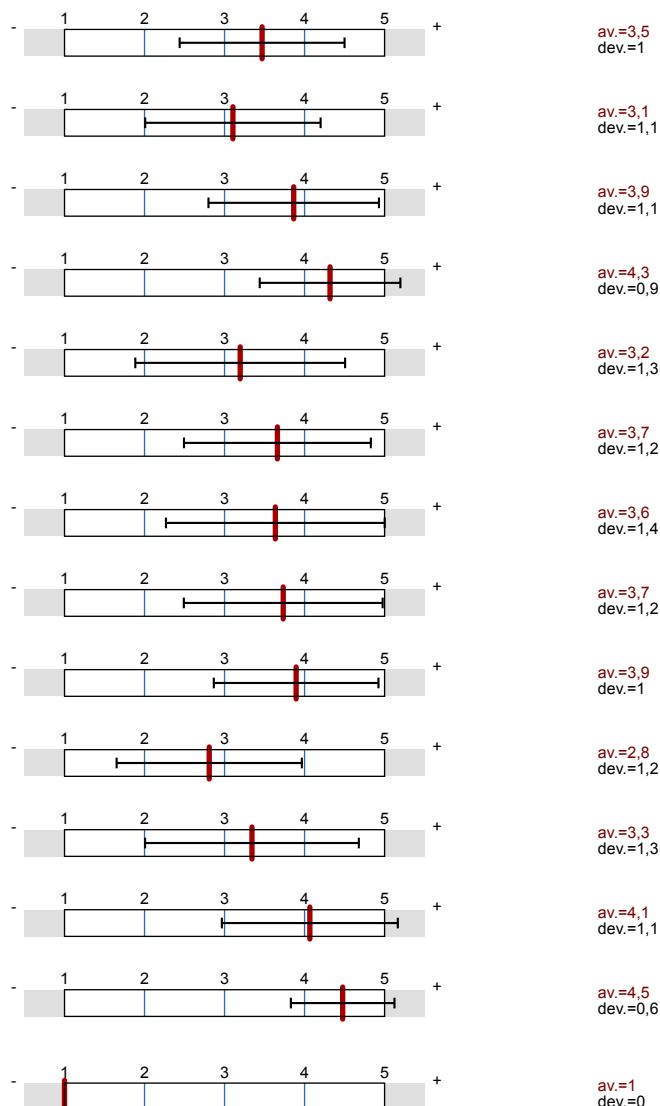 1 2 3 4 5
- +
av.=3,5
dev.=1
1 2 3 4 5
- +
av.=3,1
dev.=1,1
1 2 3 4 5
- +
av.=3,9
dev.=1,1
1 2 3 4 5
- +
av.=4,3
dev.=0,9
1 2 3 4 5
- +
av.=3,2
dev.=1,3
1 2 3 4 5
- +
av.=3,7
dev.=1,2
1 2 3 4 5
- +
av.=3,6
dev.=1,4
1 2 3 4 5
- +
av.=3,7
dev.=1,2
1 2 3 4 5
- +
av.=3,9
dev.=1
1 2 3 4 5
- +
av.=2,8
dev.=1,2
1 2 3 4 5
- +
av.=3,3
dev.=1,3
1 2 3 4 5
- +
av.=4,1
dev.=1,1
1 2 3 4 5
- +
av.=4,5
dev.=0,6
1 2 3 4 5
- +
av.=1
dev.=0